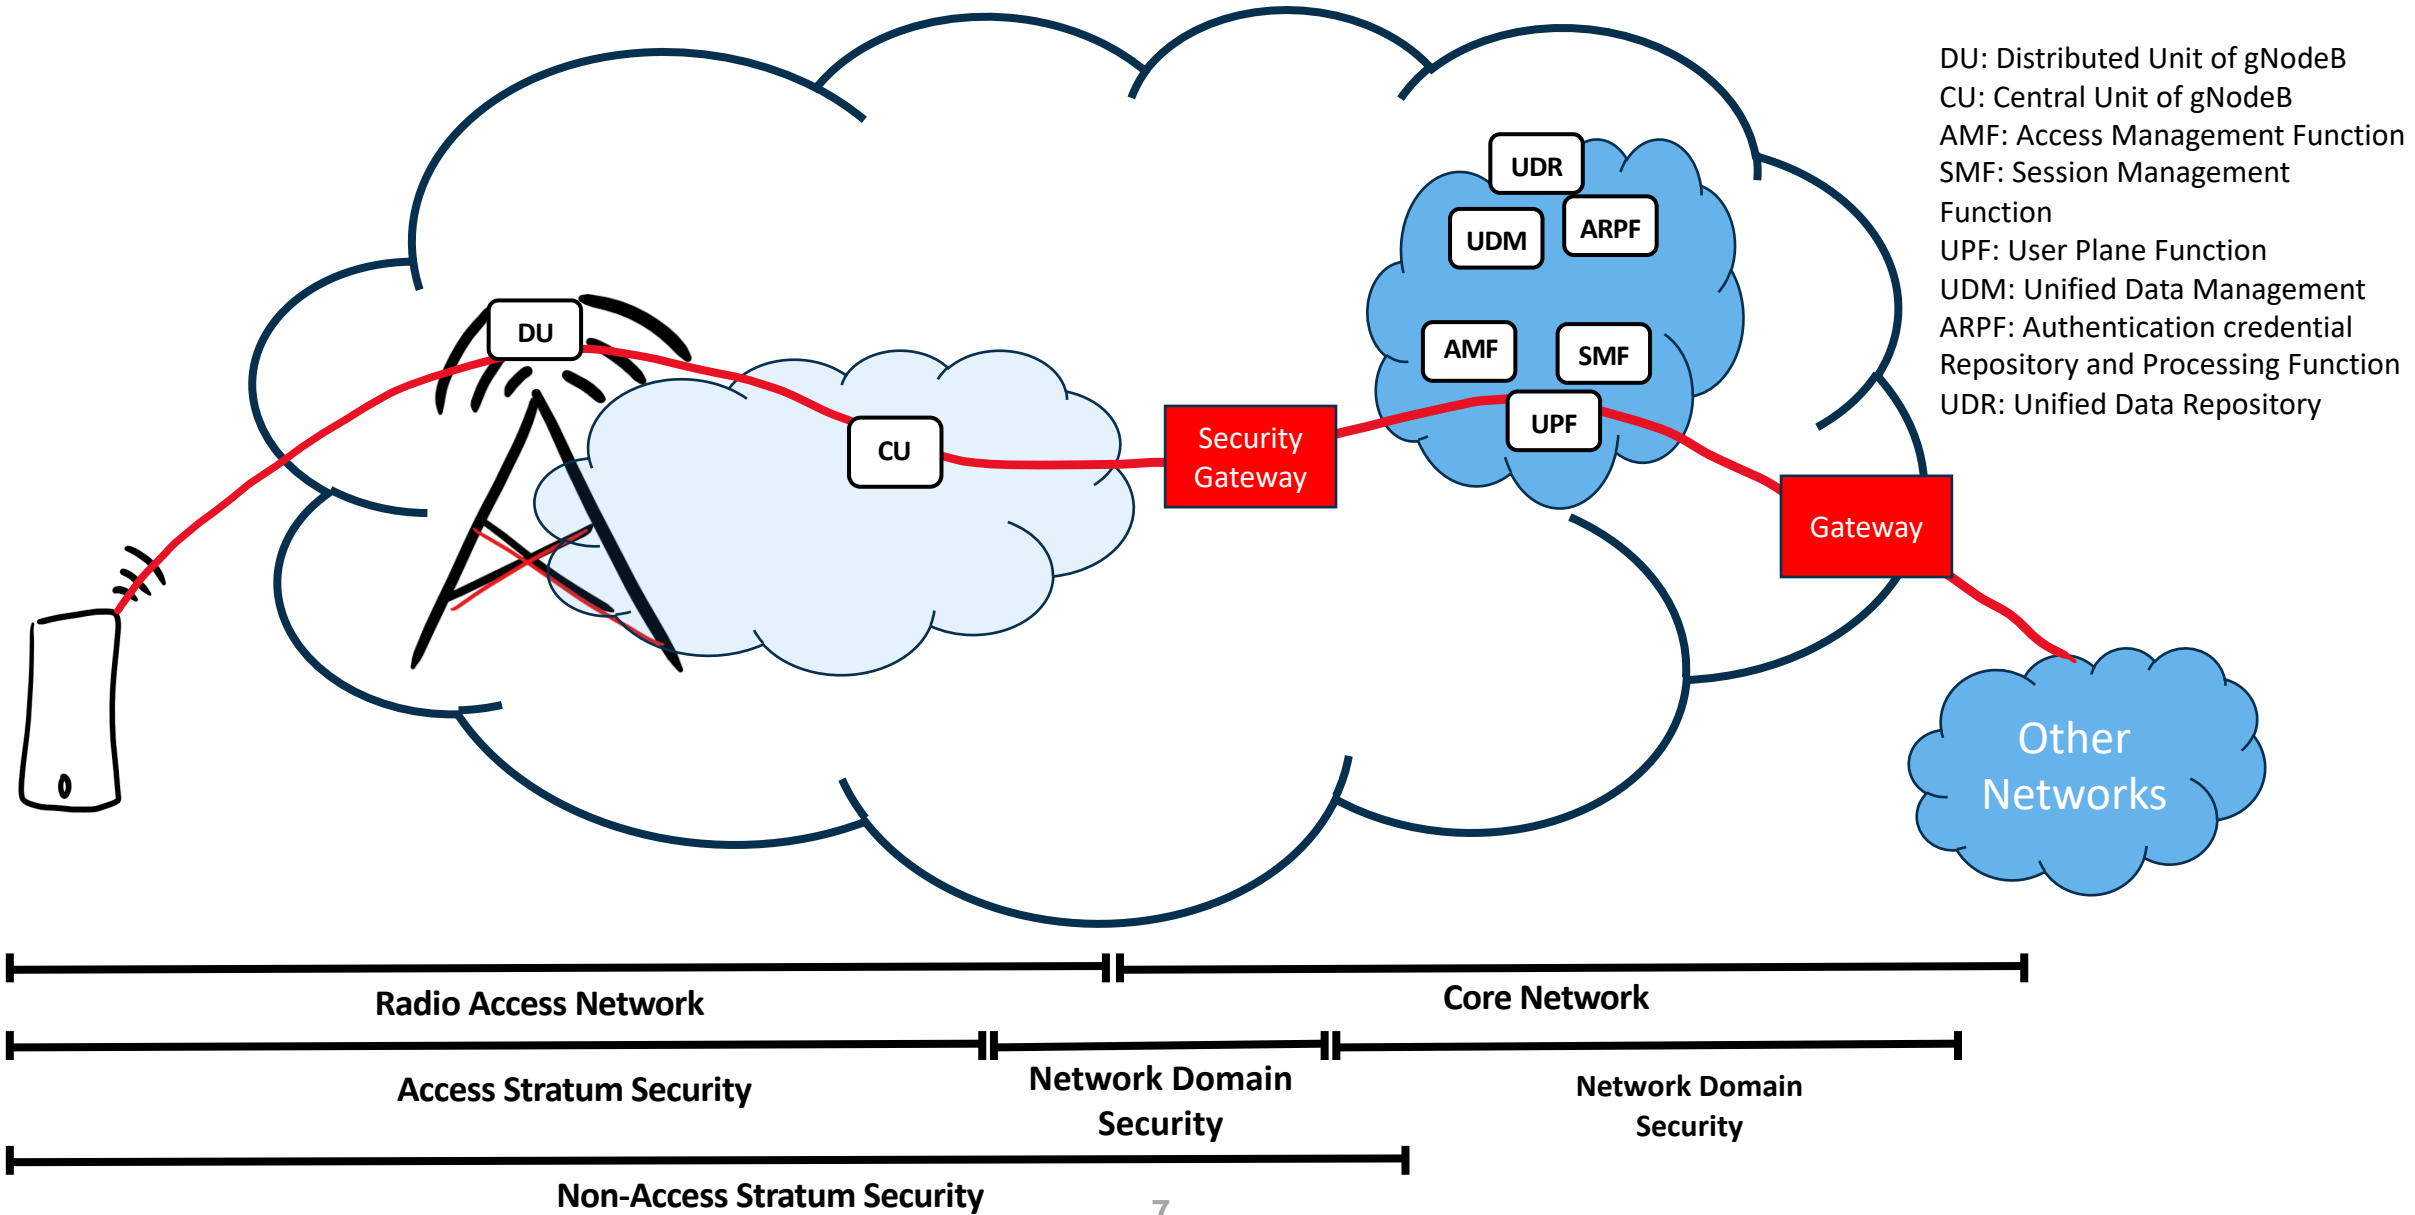 DU: Distributed Unit of gNodeB
CU: Central Unit of gNodeB
AMF: Access Management Function
SMF: Session Management
Function
UPF: User Plane Function
UDM: Unified Data Management
ARPF: Authentication credential
Repository and Processing Function
UDR: Unified Data Repository
UDR
UDM
ARPF
DU
AMF
SMF
CU
Security
Gateway
UPF
Gateway
Other
Networks
Radio Access Network
Core Network
Access Stratum Security
Network Domain
Security
Network Domain
Security
Non-Access Stratum Security
7